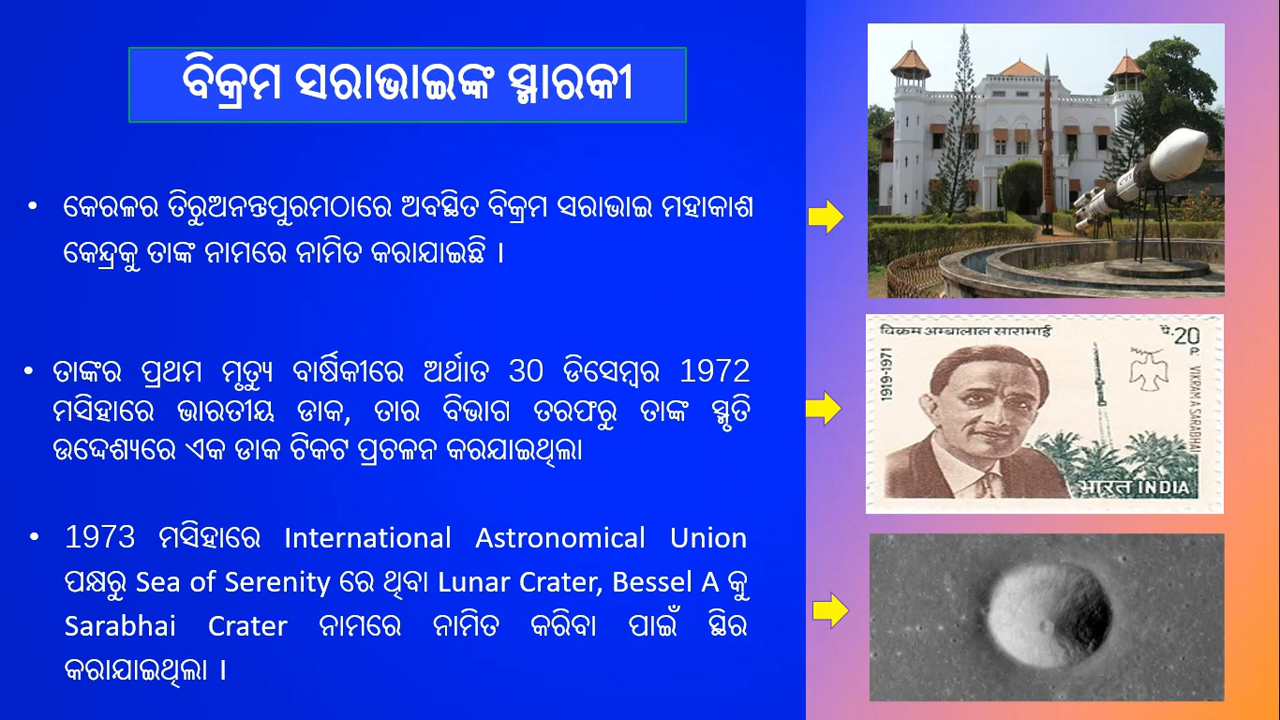 ବିକ୍ରମ ସରାଭାଇଙ୍କ ସ୍ମାରକୀ
• କେରଳର ତିରୁଅନନ୍ତପୁରମଠାରେ ଅବସ୍ଥିତ ବିକ୍ରମ ସରାଭାଇ ମହାକାଶ
କେନ୍ଦ୍ରକୁ ତାଙ୍କ ନାମରେ ନାମିତ କରାଯାଇଛି ।
• ତାଙ୍କର ପ୍ରଥମ ମୃତ୍ୟୁ ବାର୍ଷିକୀରେ ଅର୍ଥାତ 30 ଡିସେମ୍ବର 1972
ମସିହାରେ ଭାରତୀୟ ଡାକ, ତାର ବିଭାଗ ତରଫରୁ ତାଙ୍କ ସ୍ମୃତି
ଉଦ୍ଦେଶ୍ୟରେ ଏକ ଡାକ ଟିକଟ ପ୍ରଚଳନ କରଯାଇଥିଲା
• 1973 ମସିହାରେ International Astronomical Union
ପକ୍ଷରୁ Sea of Serenity ରେ ଥିବା Lunar Crater, Bessel A କୁ
Sarabhai Crater ନାମରେ ନାମିତ କରିବା ପାଇଁ ସ୍ଥିର
କରାଯାଇଥିଲା ।
विक्रम अम्बालाल साराभाई
पै. 20
P.
1919-1971
VIKRAM A SARABHAI
भारत INDIA